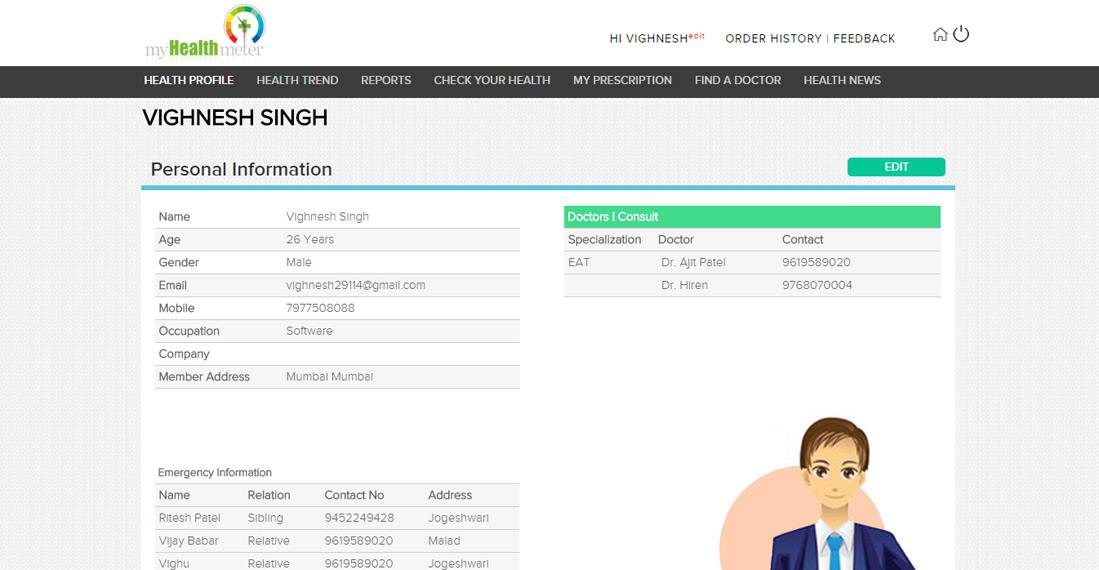 my Health meter
HI VIGHNESH edit ORDER HISTORY | FEEDBACK
HEALTH PROFILE HEALTH TREND REPORTS CHECK YOUR HEALTH MY PRESCRIPTION FIND A DOCTOR HEALTH NEWS
VIGHNESH SINGH
Personal Information
EDIT
Name Vighnesh Singh
Age 26 Years
Gender Male
Email vighnesh29114@gmail.com
Mobile 7977508088
Occupation Software
Company
Member Address Mumbai Mumbai
Doctors I Consult
Specialization Doctor Contact
EAT Dr. Ajit Patel 9619589020
Dr. Hiren 9768070004
Emergency Information
Name Relation Contact No Address
Ritesh Patel Sibling 9452249428 Jogeshwari
Vijay Babar Relative 9619589020 Malad
Vighu Relative 9619589020 Jogeshwari